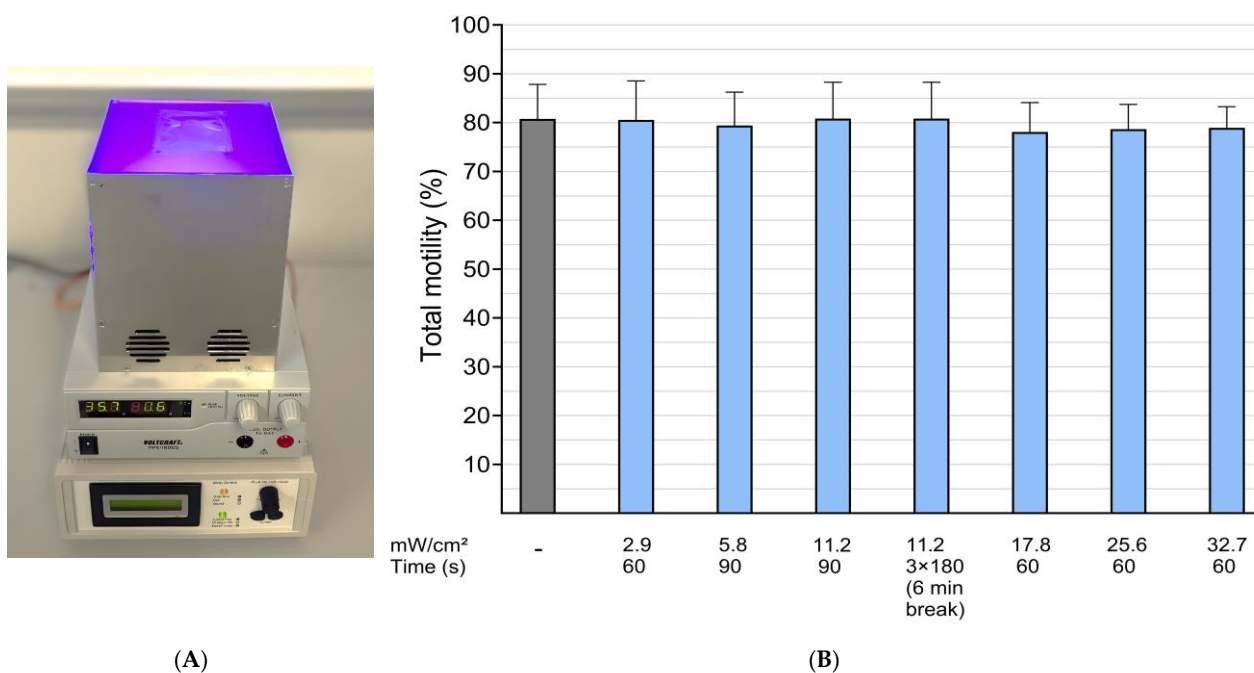 100
90
80
70
60
50
40
30
20
10
Total motility (%)
mW/cm² - 2.9 5.8 11.2 11.2 17.8 25.6 32.7
Time (s) 60 90 90 3×180 60 60 60
(6 min
break)
35.7
VOLTAGE CURRENT
VOLTCRAFT
(A) (B)